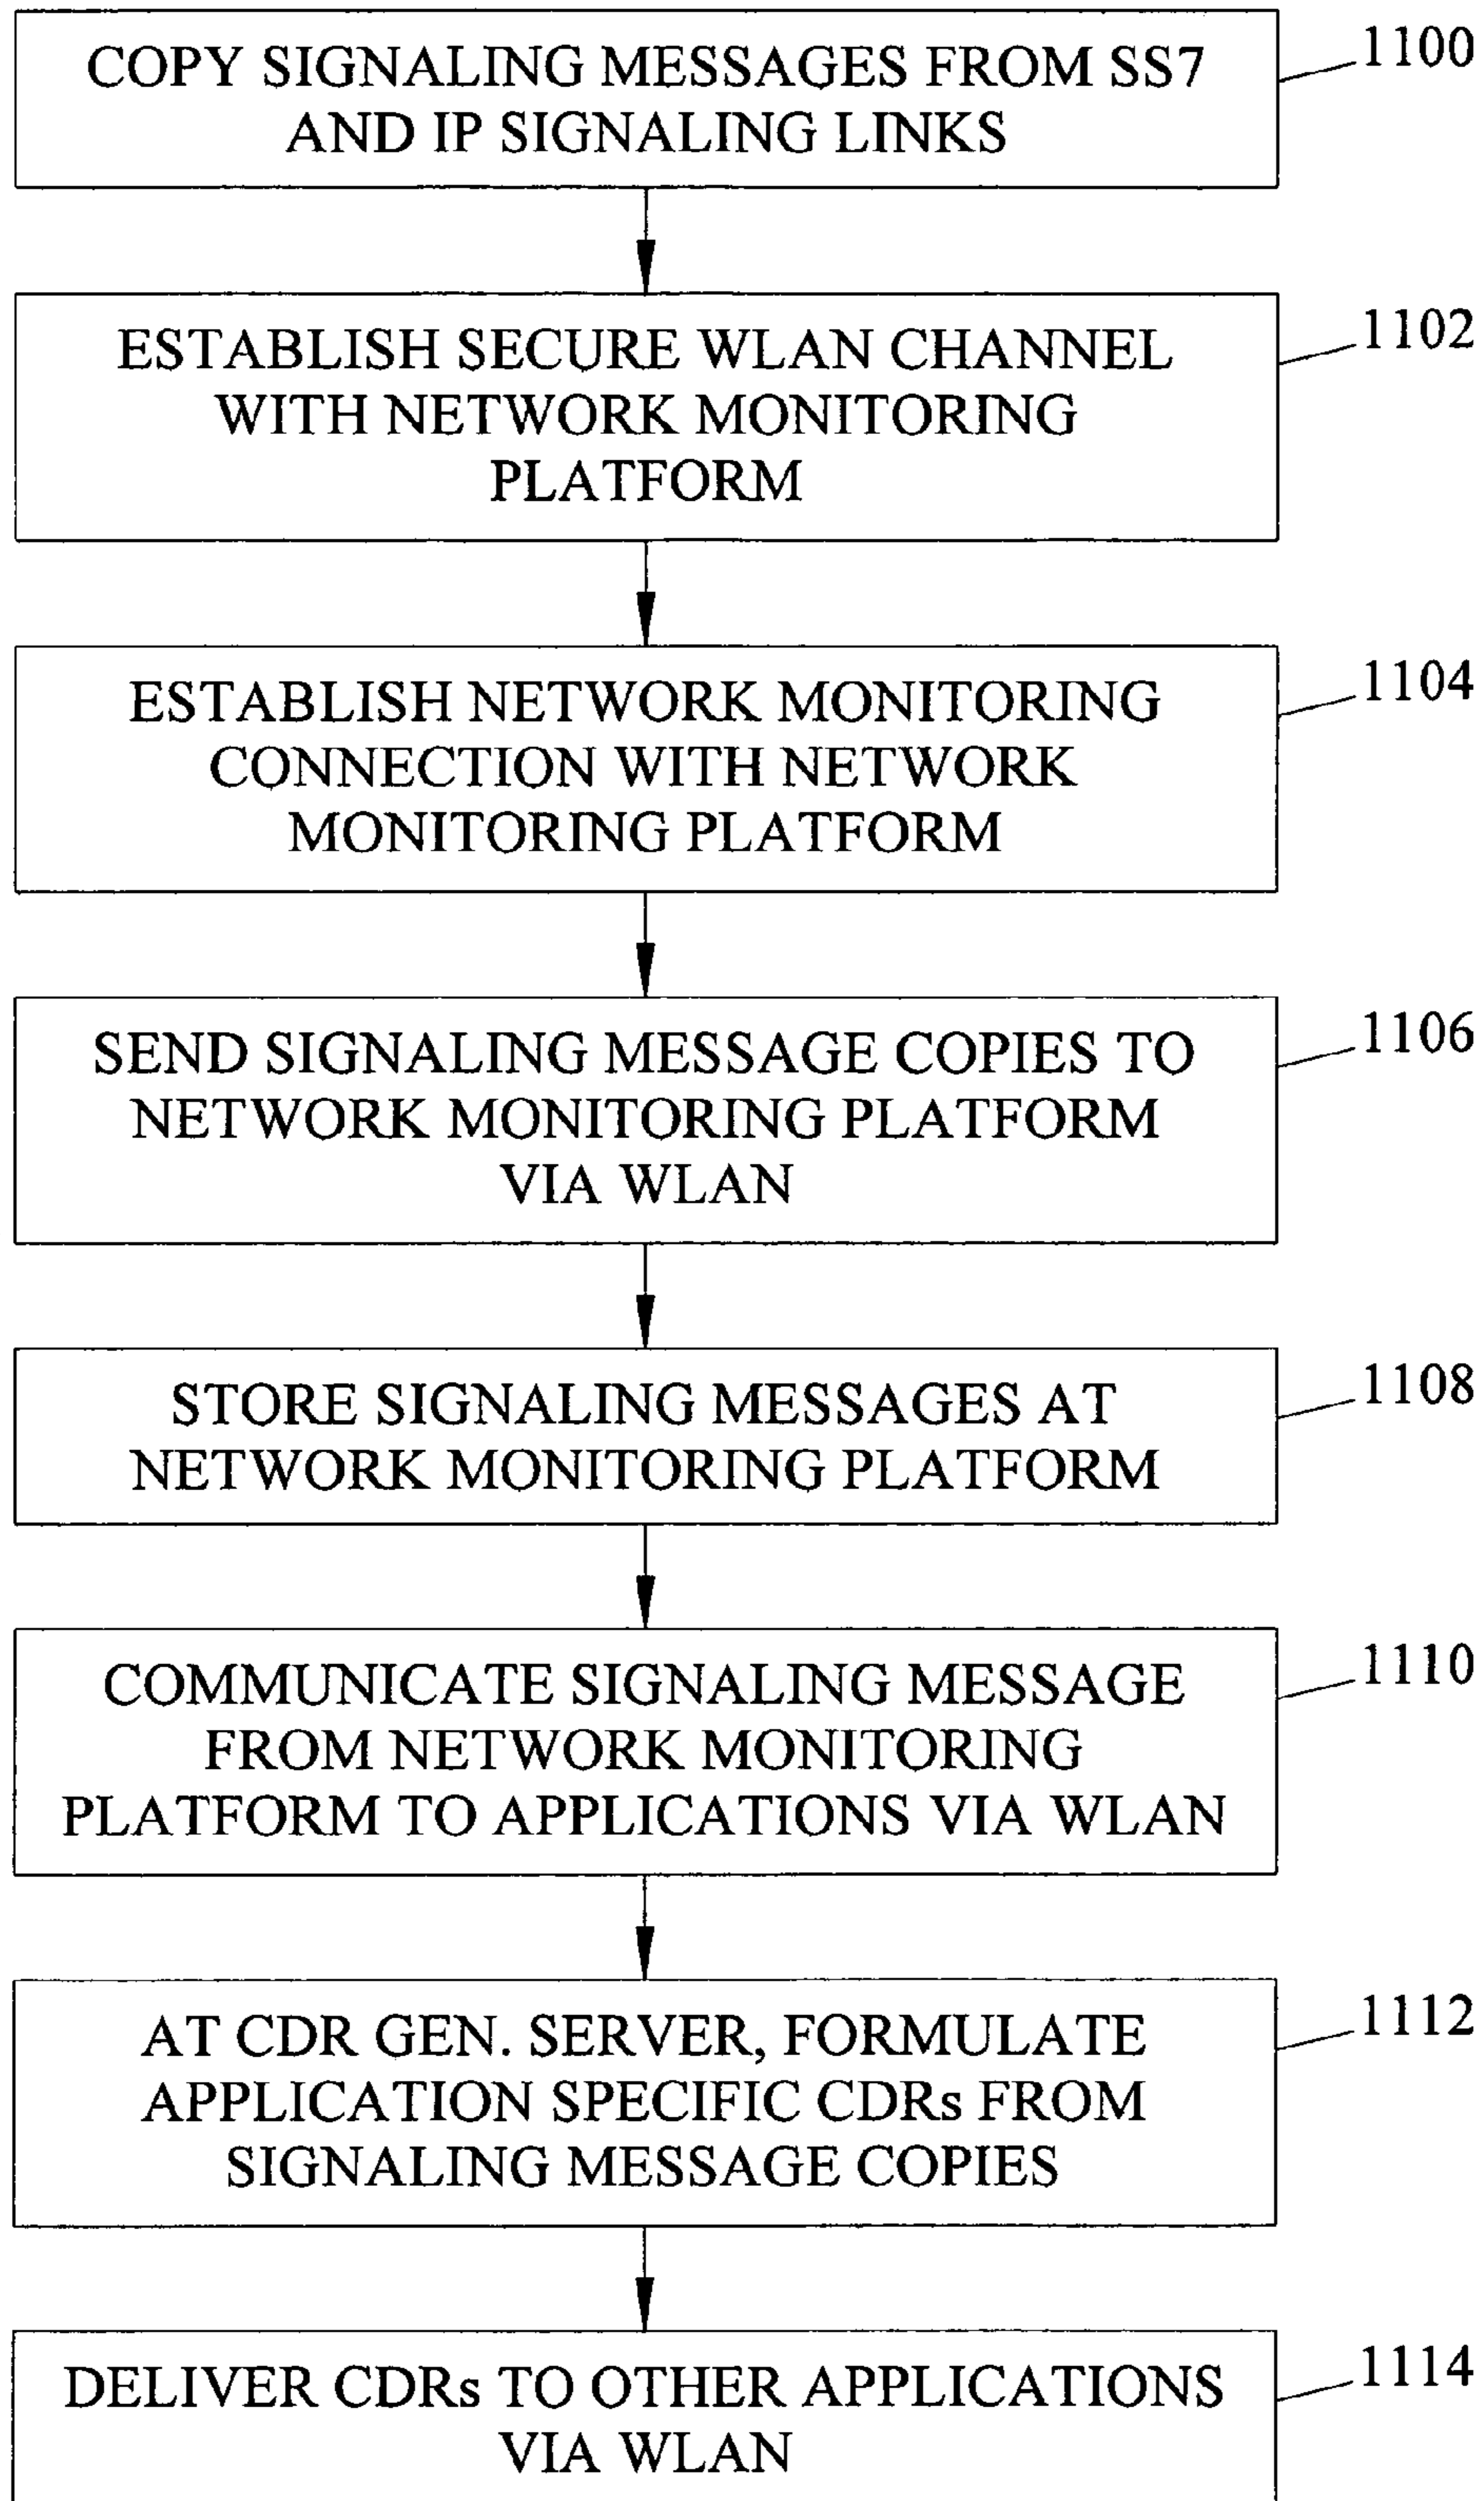 COPY SIGNALING MESSAGES FROM SS7
AND IP SIGNALING LINKS
1100
ESTABLISH SECURE WLAN CHANNEL
WITH NETWORK MONITORING
PLATFORM
1102
ESTABLISH NETWORK MONITORING
CONNECTION WITH NETWORK
MONITORING PLATFORM
1104
SEND SIGNALING MESSAGE COPIES TO
NETWORK MONITORING PLATFORM
VIA WLAN
1106
STORE SIGNALING MESSAGES AT
NETWORK MONITORING PLATFORM
1108
COMMUNICATE SIGNALING MESSAGE
FROM NETWORK MONITORING
PLATFORM TO APPLICATIONS VIA WLAN
1110
AT CDR GEN. SERVER, FORMULATE
APPLICATION SPECIFIC CDRs FROM
SIGNALING MESSAGE COPIES
1112
DELIVER CDRs TO OTHER APPLICATIONS
VIA WLAN
1114